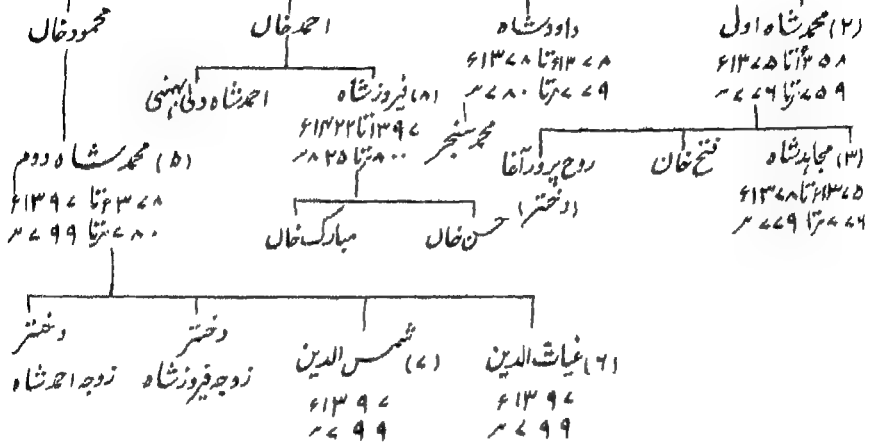 (۲) محمد شاہ اول
۱۳۵۸ء تا ۱۳۷۵ء
۷۵۹ھ تا ۷۷۶ھ
داود شاہ
۱۳۷۸ء تا ۱۳۷۸ء
۷۷۹ھ تا ۷۸۰ھ
احمد خاں
محمود خاں
(۳) مجاہد شاہ
۱۳۷۵ء تا ۱۳۷۸ء
۷۷۶ھ تا ۷۷۹ھ
فتح خان
روح پرور آغا
(دختر)
محمد سنجر
(۸) فیروز شاہ
۱۳۹۷ء تا ۱۴۲۲ء
۸۰۰ھ تا ۸۲۵ھ
احمد شاہ ولی بہمنی
حسن خاں
مبارک خاں
(۵) محمد شاہ دوم
۱۳۷۸ء تا ۱۳۹۷ء
۷۸۰ھ تا ۷۹۹ھ
(۶) غیاث الدین
۱۳۹۷ء
۷۹۹ھ
(۷) شمس الدین
۱۳۹۷ء
۷۹۹ھ
دختر
زوجہ فیروز شاہ
دختر
زوجہ احمد شاہ